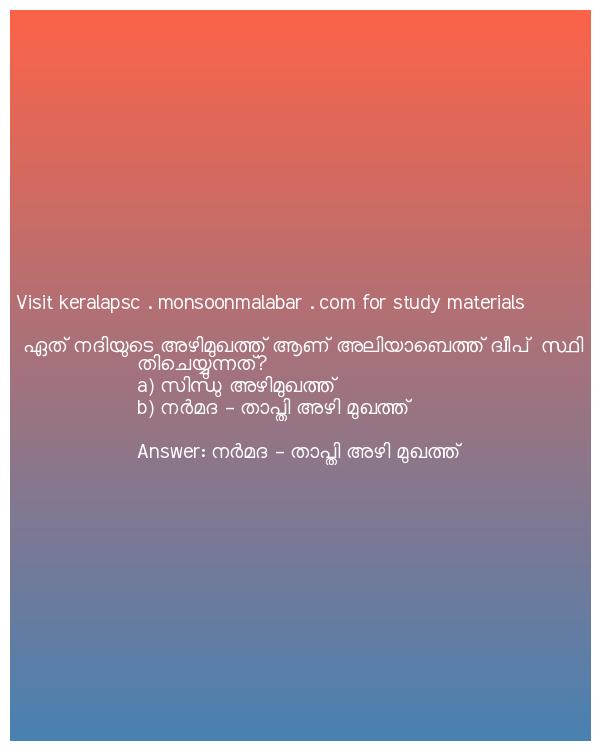 Visit keralapsc . monsoonmalabar . com for study materials
ഏത് നദിയുടെ അഴിമുഖത്ത് ആണ് അലിയാബെത്ത് ദ്വീപ് സ്ഥി
തിചെയ്യുന്നത്?
a) സിന്ധു അഴിമുഖത്ത്
b) നർമദ - താപ്തി അഴി മുഖത്ത്
Answer: നർമദ - താപ്തി അഴി മുഖത്ത്